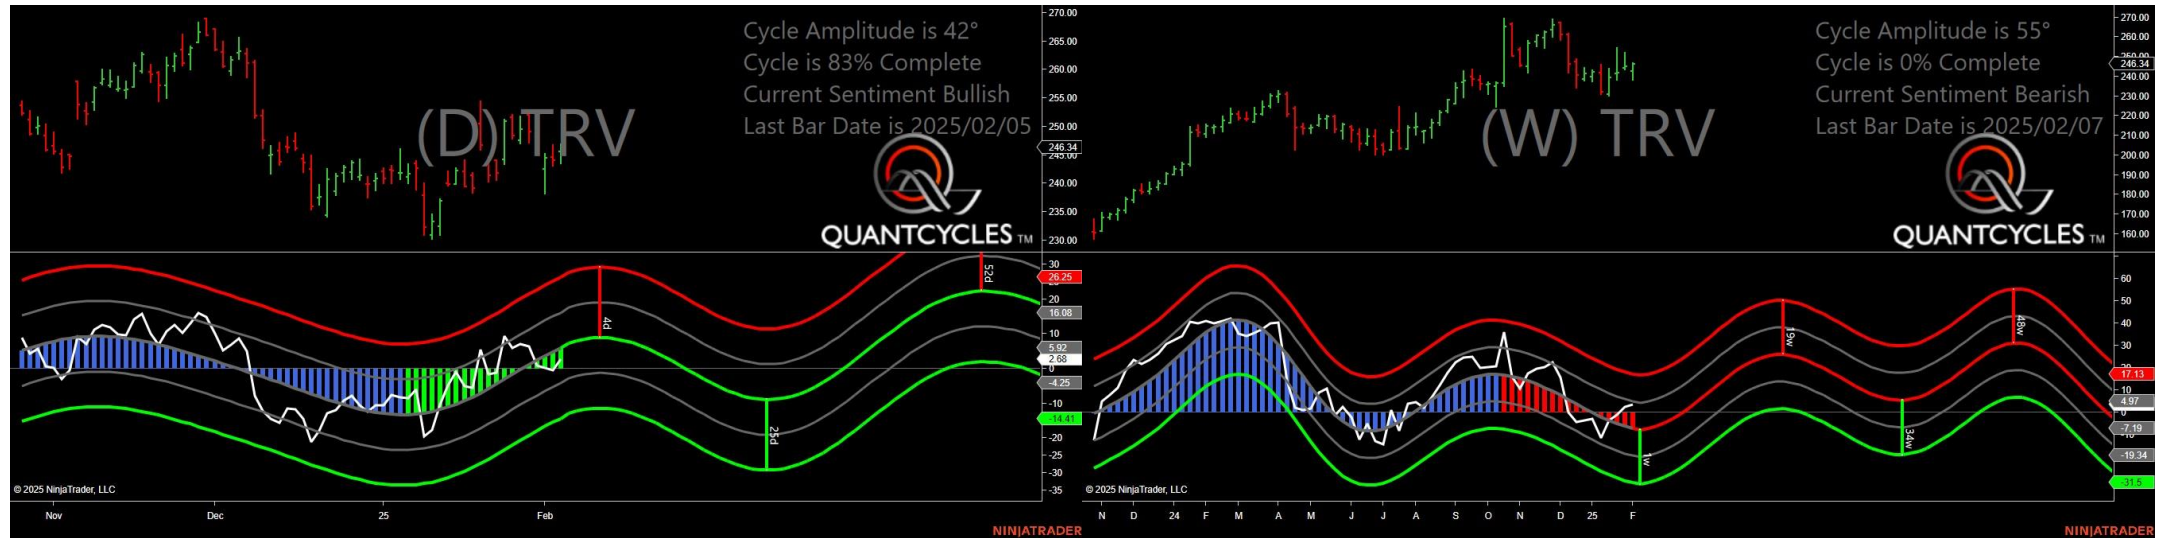 Cycle Amplitude is 42°
Cycle is 83% Complete
Current Sentiment Bullish
Last Bar Date is 2025/02/05
(D) TRV
QUANTCYCLES TM
270.00
265.00
260.00
255.00
250.00
246.34
245.00
240.00
235.00
230.00
30
26.25
20
16.08
10
5.92
2.68
0
-4.25
-10
-14.41
-20
-25
-30
-35
4d
25d
52d
© 2025 NinjaTrader, LLC
Nov Dec 25 Feb
NINJATRADER
Cycle Amplitude is 55°
Cycle is 0% Complete
Current Sentiment Bearish
Last Bar Date is 2025/02/07
(W) TRV
QUANTCYCLES TM
270.00
260.00
250.00
246.34
240.00
230.00
220.00
210.00
200.00
190.00
180.00
170.00
160.00
60
50
40
30
20
17.13
10
4.97
0
-7.19
-10
-19.34
-31.5
1w
19w
34w
48w
© 2025 NinjaTrader, LLC
N D 24 F M A M J J A S O N D 25 F
NINJATRADER